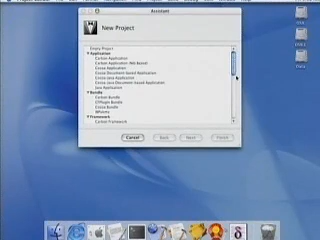 Assistant
New Project
Empty Project
Application
Carbon Application
Carbon Application (Nib Based)
Cocoa Application
Cocoa Document-based Application
Cocoa-Java Application
Cocoa-Java Document-based Application
Java Application
Bundle
Carbon Bundle
CFPlugin Bundle
Cocoa Bundle
Framework
Carbon Framework
Cancel
Back
Next
Finish